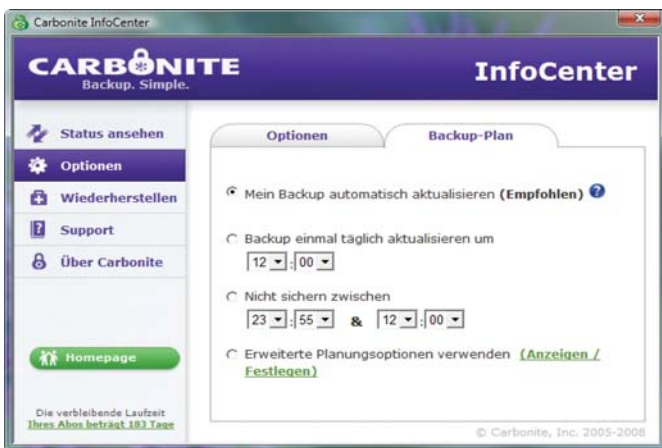 Carbonite InfoCenter
CARBONITE
Backup. Simple.
InfoCenter
Status ansehen
Optionen
Wiederherstellen
Support
Über Carbonite
Homepage
Die verbleibende Laufzeit
Ihres Abos beträgt 183 Tage
Optionen
Backup-Plan
Mein Backup automatisch aktualisieren (Empfohlen) ?
Backup einmal täglich aktualisieren um
12 : 00
Nicht sichern zwischen
23 : 55 & 12 : 00
Erweiterte Planungsoptionen verwenden (Anzeigen /
Festlegen)
© Carbonite, Inc. 2005-2008